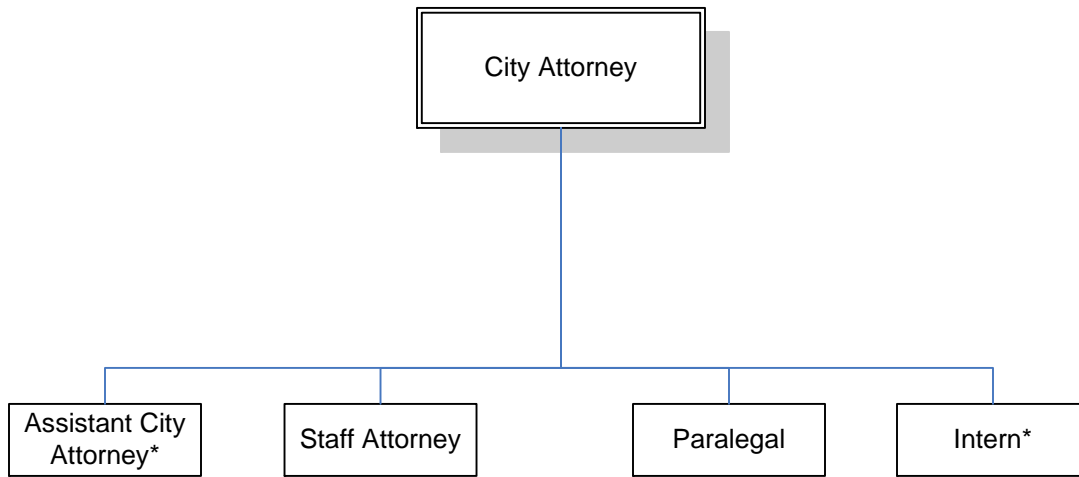 City Attorney
Assistant City
Attorney*
Staff Attorney
Paralegal
Intern*